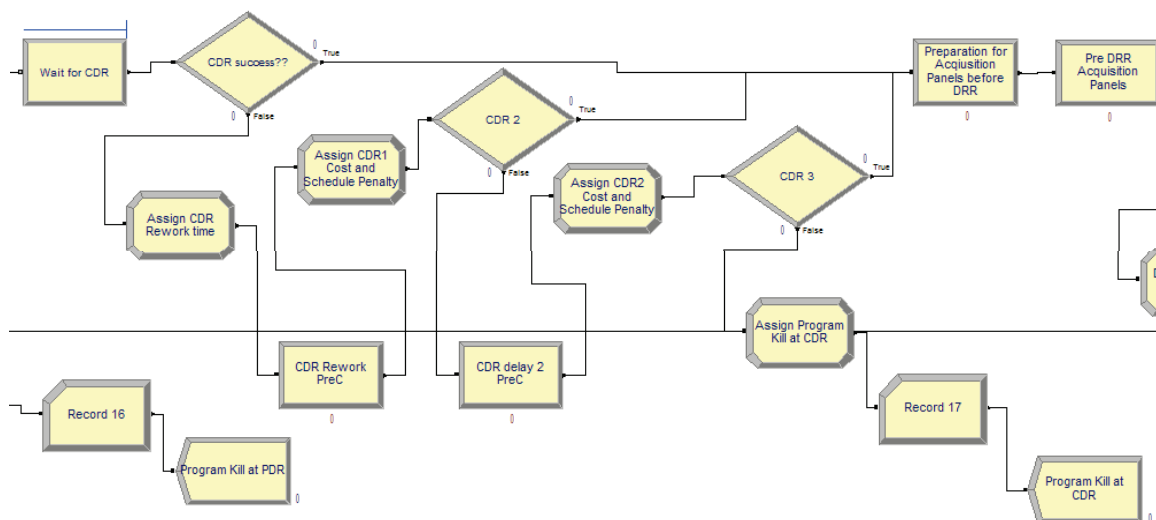 Wait for CDR
CDR success??
0
True
0
False
Assign CDR
Rework time
Assign CDR1
Cost and
Schedule Penalty
CDR 2
0
True
0
False
Assign CDR2
Cost and
Schedule Penalty
CDR 3
0
True
0
False
Preparation for
Acqiusition
Panels before
DRR
0
Pre DRR
Acquisition
Panels
0
D
CDR Rework
PreC
0
CDR delay 2
PreC
0
Assign Program
Kill at CDR
Record 16
Program Kill at PDR
0
Record 17
Program Kill at
CDR
0